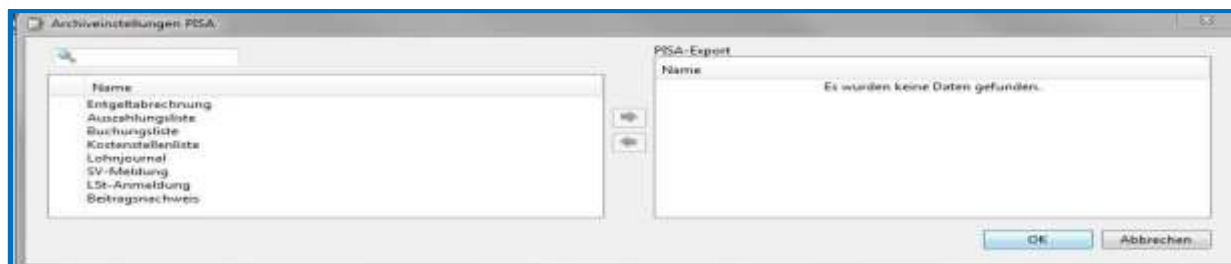 Archiveinstellungen PISA
Name
Entgeltabrechnung
Auszahlungsliste
Buchungsliste
Kostenstellenliste
Lohnjournal
SV-Meldung
LSt-Anmeldung
Beitragsnachweis
PISA-Export
Name
Es wurden keine Daten gefunden.
OK
Abbrechen